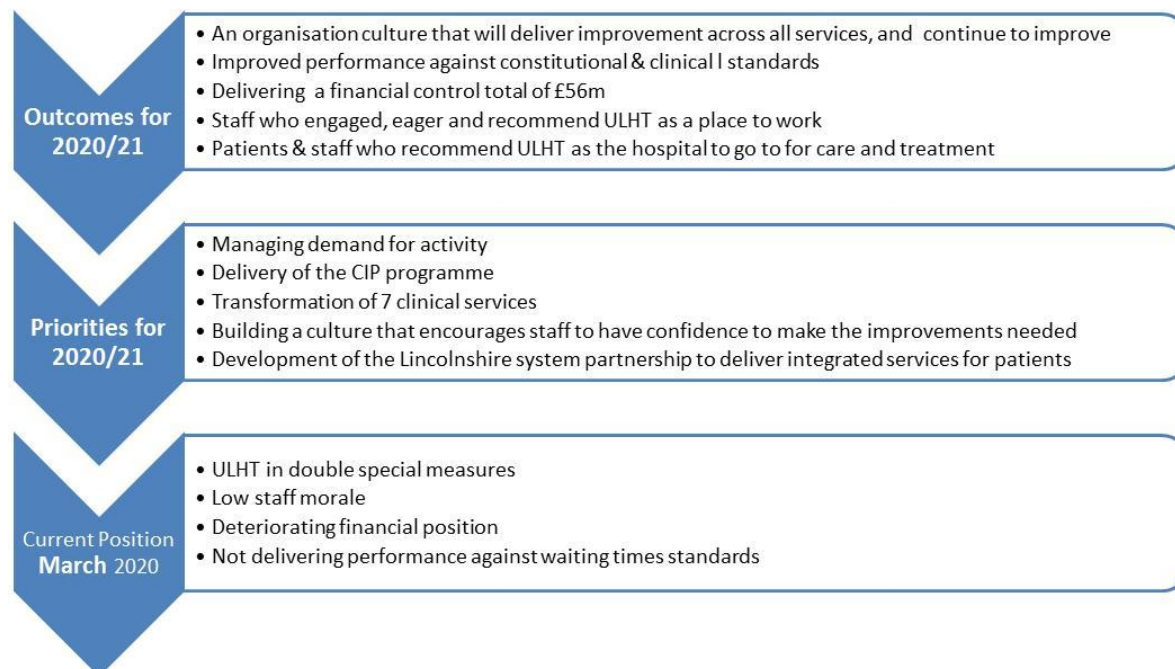 Outcomes for
2020/21
• An organisation culture that will deliver improvement across all services, and continue to improve
• Improved performance against constitutional & clinical l standards
• Delivering a financial control total of £56m
• Staff who engaged, eager and recommend ULHT as a place to work
• Patients & staff who recommend ULHT as the hospital to go to for care and treatment
Priorities for
2020/21
• Managing demand for activity
• Delivery of the CIP programme
• Transformation of 7 clinical services
• Building a culture that encourages staff to have confidence to make the improvements needed
• Development of the Lincolnshire system partnership to deliver integrated services for patients
Current Position
March 2020
• ULHT in double special measures
• Low staff morale
• Deteriorating financial position
• Not delivering performance against waiting times standards